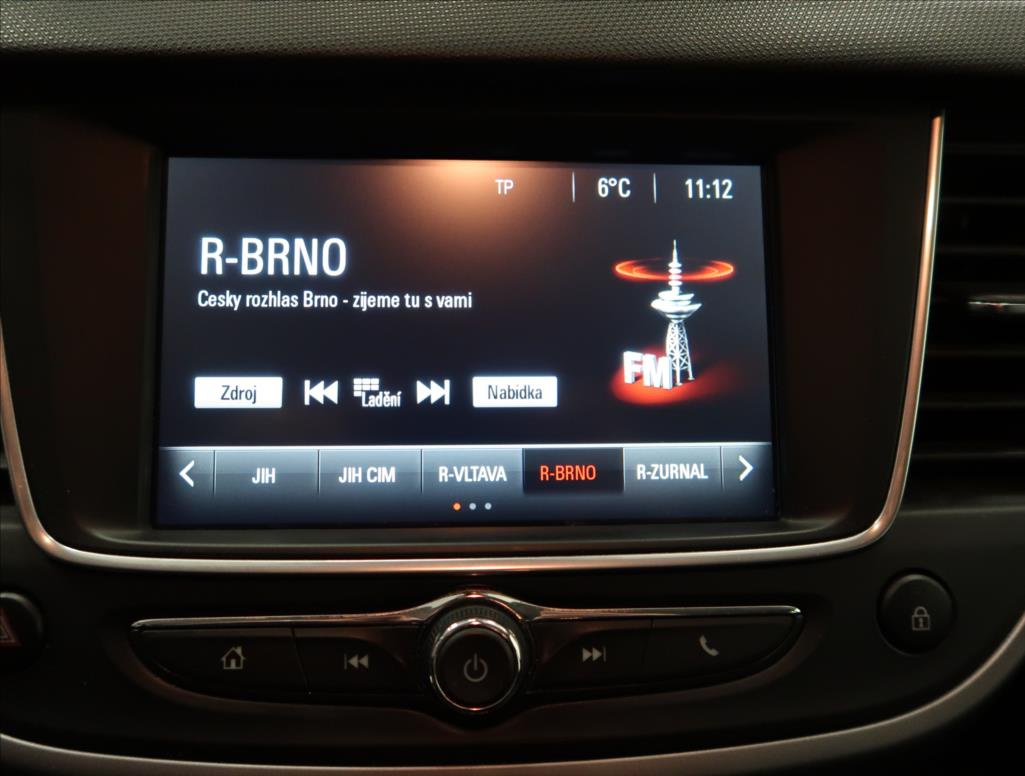 TP 6°C 11:12
R-BRNO
Cesky rozhlas Brno - zijeme tu s vami
FM
Zdroj Ladění Nabídka
JIH JIH CIM R-VLTAVA R-BRNO R-ZURNAL